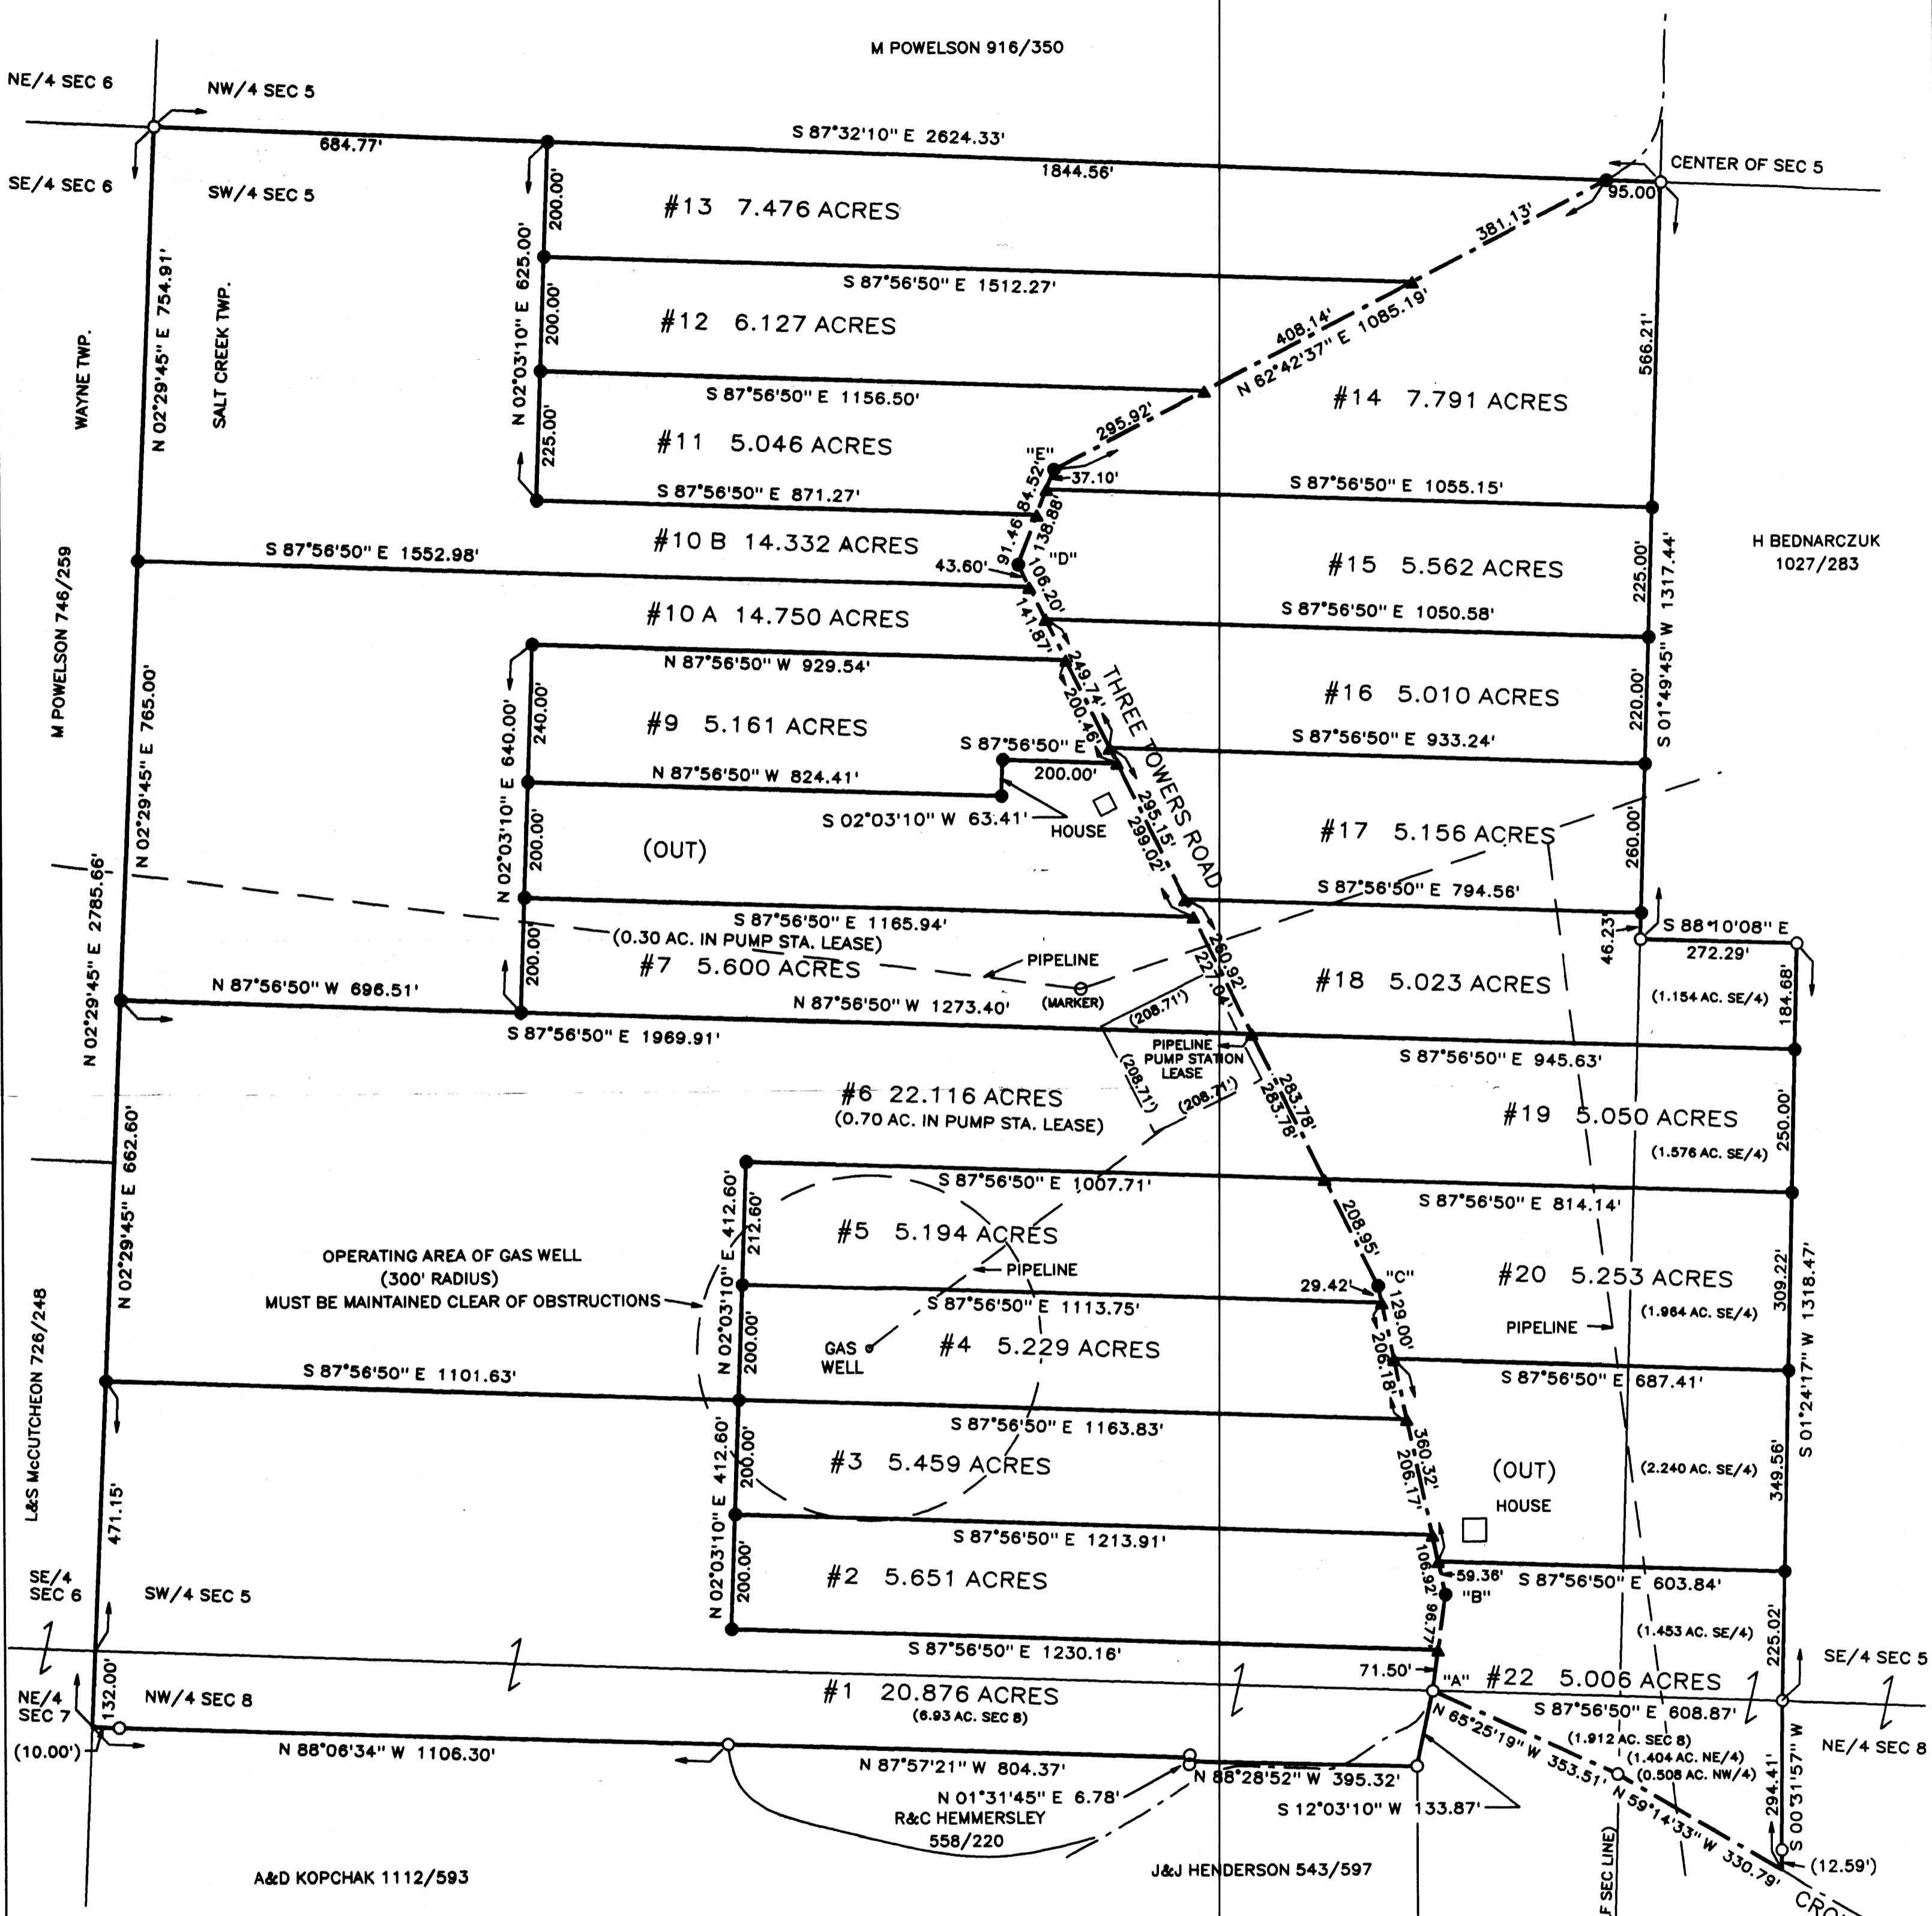 M POWELSON 916/350
NE/4 SEC 6
NW/4 SEC 5
S 87°32'10" E 2624.33'
684.77'
1844.56'
CENTER OF SEC 5
95.00'
SE/4 SEC 6
SW/4 SEC 5
200.00'
#13 7.476 ACRES
381.13'
N 02°29'45" E 754.91'
SALT CREEK TWP.
WAYNE TWP.
N 02°03'10" E 625.00'
S 87°56'50" E 1512.27'
200.00'
#12 6.127 ACRES
408.14'
N 62°42'37" E 1085.19'
566.21'
S 87°56'50" E 1156.50'
#14 7.791 ACRES
225.00'
#11 5.046 ACRES
295.92'
"E"
37.10'
84.52'
S 87°56'50" E 871.27'
S 87°56'50" E 1055.15'
138.88'
91.46'
#10 B 14.332 ACRES
S 87°56'50" E 1552.98'
43.60'
"D"
106.20'
#15 5.562 ACRES
225.00'
S 01°49'45" W 1317.44'
H BEDNARCZUK
1027/283
M POWELSON 746/259
#10 A 14.750 ACRES
141.87'
S 87°56'50" E 1050.58'
N 87°56'50" W 929.54'
249.74'
200.46'
THREE TOWERS ROAD
#16 5.010 ACRES
220.00'
N 02°29'45" E 765.00'
N 02°03'10" E 640.00'
240.00'
#9 5.161 ACRES
S 87°56'50" E
200.00'
S 87°56'50" E 933.24'
N 87°56'50" W 824.41'
S 02°03'10" W 63.41'
HOUSE
295.15'
299.02'
#17 5.156 ACRES
260.00'
200.00'
(OUT)
S 87°56'50" E 794.56'
S 87°56'50" E 1165.94'
(0.30 AC. IN PUMP STA. LEASE)
46.23'
S 88°10'08" E
272.29'
N 02°29'45" E 2785.66'
200.00'
#7 5.600 ACRES
PIPELINE
(MARKER)
260.92'
227.04'
#18 5.023 ACRES
(1.154 AC. SE/4)
184.68'
N 87°56'50" W 696.51'
N 87°56'50" W 1273.40'
S 87°56'50" E 1969.91'
(208.71')
PIPELINE
PUMP STATION
LEASE
(208.71')
(208.71')
S 87°56'50" E 945.63'
#6 22.116 ACRES
(0.70 AC. IN PUMP STA. LEASE)
283.78'
283.78'
#19 5.050 ACRES
(1.576 AC. SE/4)
250.00'
N 02°29'45" E 662.60'
N 02°03'10" E 412.60'
212.60'
S 87°56'50" E 1007.71'
S 87°56'50" E 814.14'
#5 5.194 ACRES
208.95'
OPERATING AREA OF GAS WELL
(300' RADIUS)
MUST BE MAINTAINED CLEAR OF OBSTRUCTIONS
PIPELINE
29.42'
"C"
129.00'
#20 5.253 ACRES
(1.964 AC. SE/4)
309.22'
S 01°24'17" W 1318.47'
S 87°56'50" E 1113.75'
PIPELINE
GAS
WELL
#4 5.229 ACRES
200.00'
206.18'
S 87°56'50" E 1101.63'
S 87°56'50" E 687.41'
S 87°56'50" E 1163.83'
L&S McCUTCHEON 726/248
N 02°03'10" E 412.60'
200.00'
#3 5.459 ACRES
360.32'
206.17'
(OUT)
HOUSE
(2.240 AC. SE/4)
349.56'
471.15'
S 87°56'50" E 1213.91'
#2 5.651 ACRES
200.00'
106.92'
59.36'
"B"
S 87°56'50" E 603.84'
SE/4
SEC 6
SW/4 SEC 5
96.77'
(1.453 AC. SE/4)
225.02'
SE/4 SEC 5
S 87°56'50" E 1230.16'
71.50'
"A"
#22 5.006 ACRES
NE/4
SEC 7
132.00'
NW/4 SEC 8
#1 20.876 ACRES
(6.93 AC. SEC 8)
S 87°56'50" E 608.87'
(1.912 AC. SEC 8)
(1.404 AC. NE/4)
(0.508 AC. NW/4)
NE/4 SEC 8
(10.00')
N 88°06'34" W 1106.30'
N 87°57'21" W 804.37'
N 88°28'52" W 395.32'
N 65°25'19" W 353.51'
N 01°31'45" E 6.78'
S 12°03'10" W 133.87'
294.41'
S 00°31'57" W
R&C HEMMERSLEY
558/220
N 59°14'33" W 330.79'
(12.59')
A&D KOPCHAK 1112/593
J&J HENDERSON 543/597
F SEC LINE)
CRO